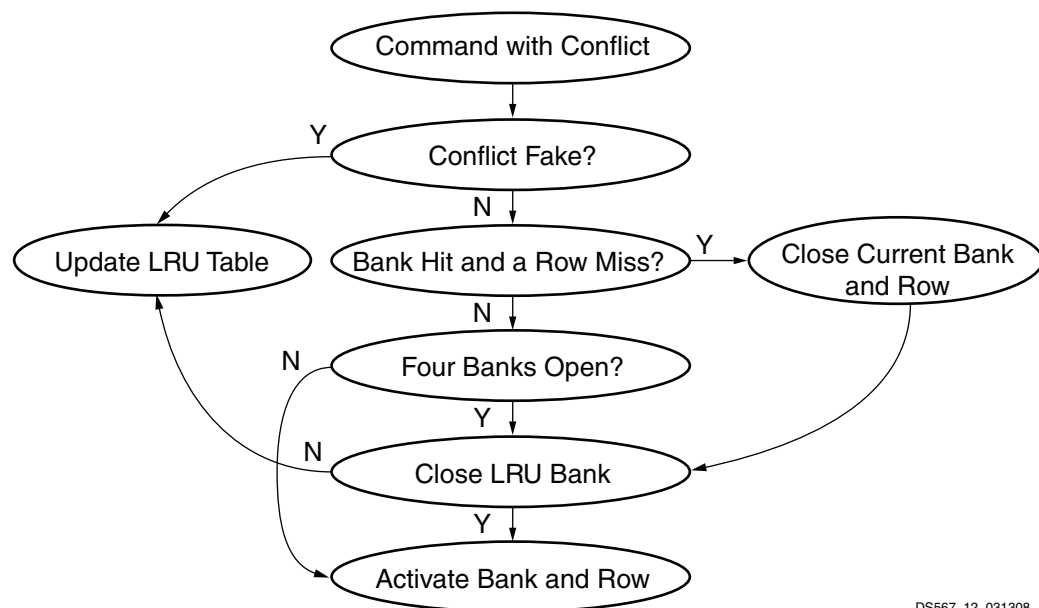 Command with Conflict
Y
Conflict Fake?
N
Update LRU Table
Bank Hit and a Row Miss?
Y
Close Current Bank
and Row
N
N
Four Banks Open?
Y
N
Close LRU Bank
Y
Activate Bank and Row
DS567_12_031308